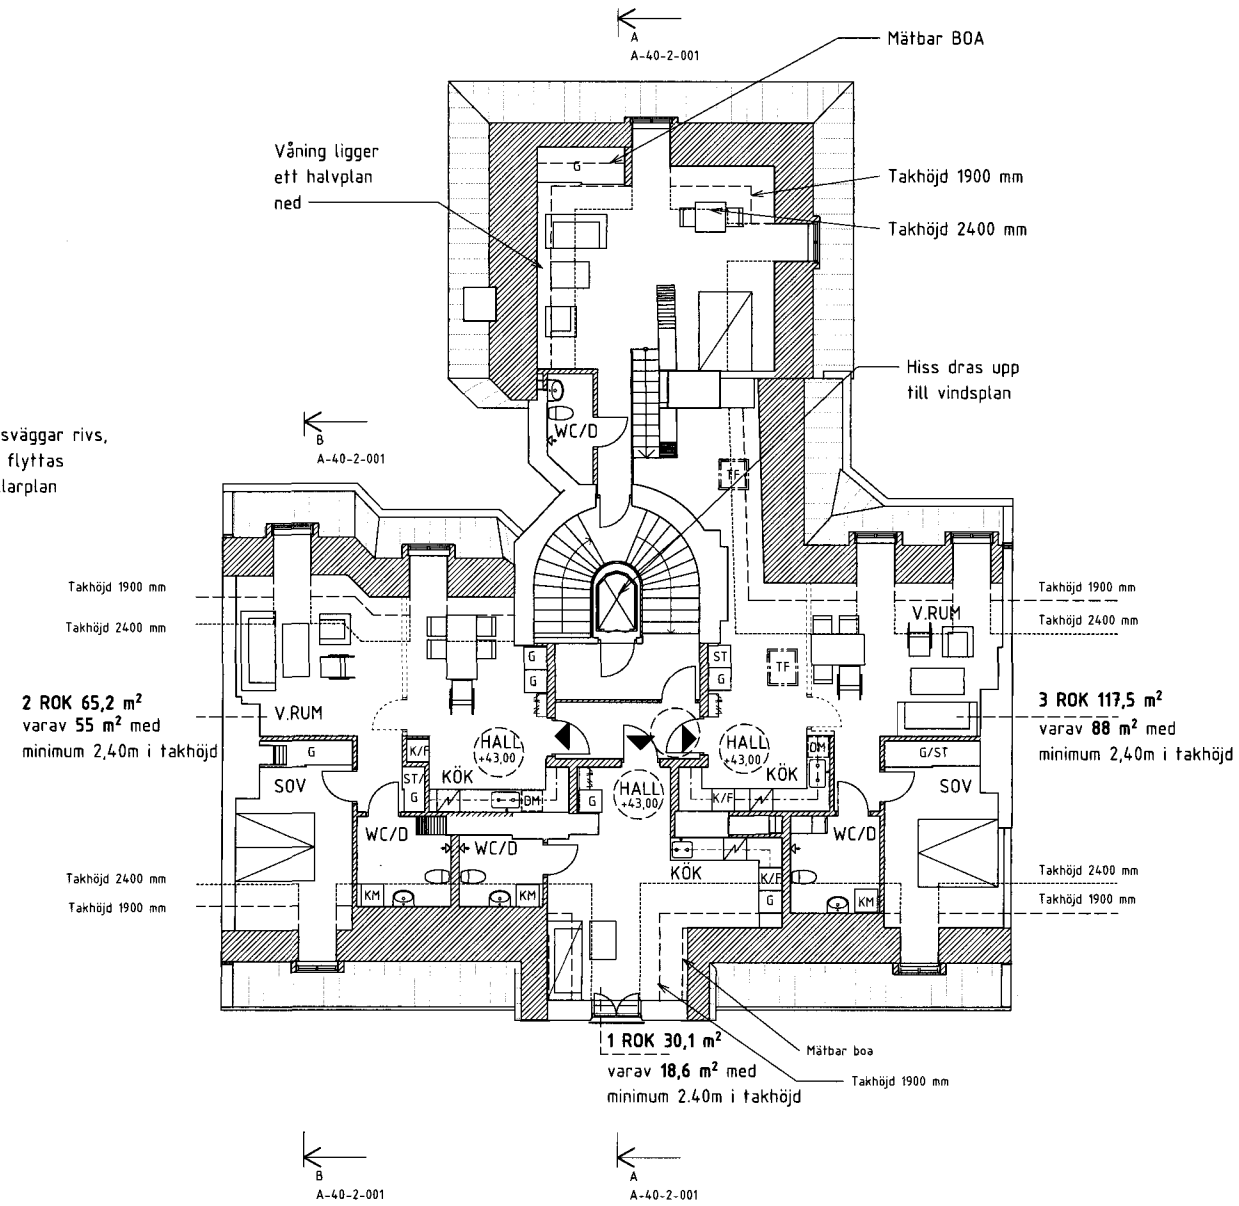 A
A-40-2-001
Mätbar BOA
Våning ligger
ett halvplan
ned
G
Takhöjd 1900 mm
Takhöjd 2400 mm
Hiss dras upp
till vindsplan
sväggar rivs,
flyttas
larplan
B
A-40-2-001
WC/D
TF
Takhöjd 1900 mm
Takhöjd 2400 mm
Takhöjd 1900 mm
Takhöjd 2400 mm
V.RUM
G
G
ST
G
TF
2 ROK 65,2 m²
varav 55 m² med
minimum 2,40m i takhöjd
V.RUM
3 ROK 117,5 m²
varav 88 m² med
minimum 2,40m i takhöjd
G
SOV
K/F
ST/
G
KÖK
HALL
+43,00
DM
HALL
+43,00
G
HALL
+43,00
KÖK
DM
K/F
G/ST
SOV
WC/D
WC/D
KÖK
K/F
G
WC/D
KM
KM
KM
Takhöjd 2400 mm
Takhöjd 1900 mm
Takhöjd 2400 mm
Takhöjd 1900 mm
1 ROK 30,1 m²
varav 18,6 m² med
minimum 2.40m i takhöjd
Mätbar boa
Takhöjd 1900 mm
B
A-40-2-001
A
A-40-2-001